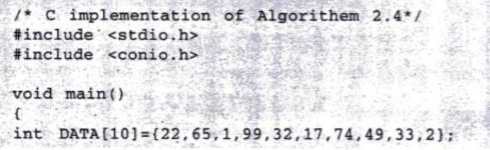 /* C implementation of Algorithem 2.4*/
#include <stdio.h>
#include <conio.h>
void main()
{
int DATA[10]={22,65,1,99,32,17,74,49,33,2};